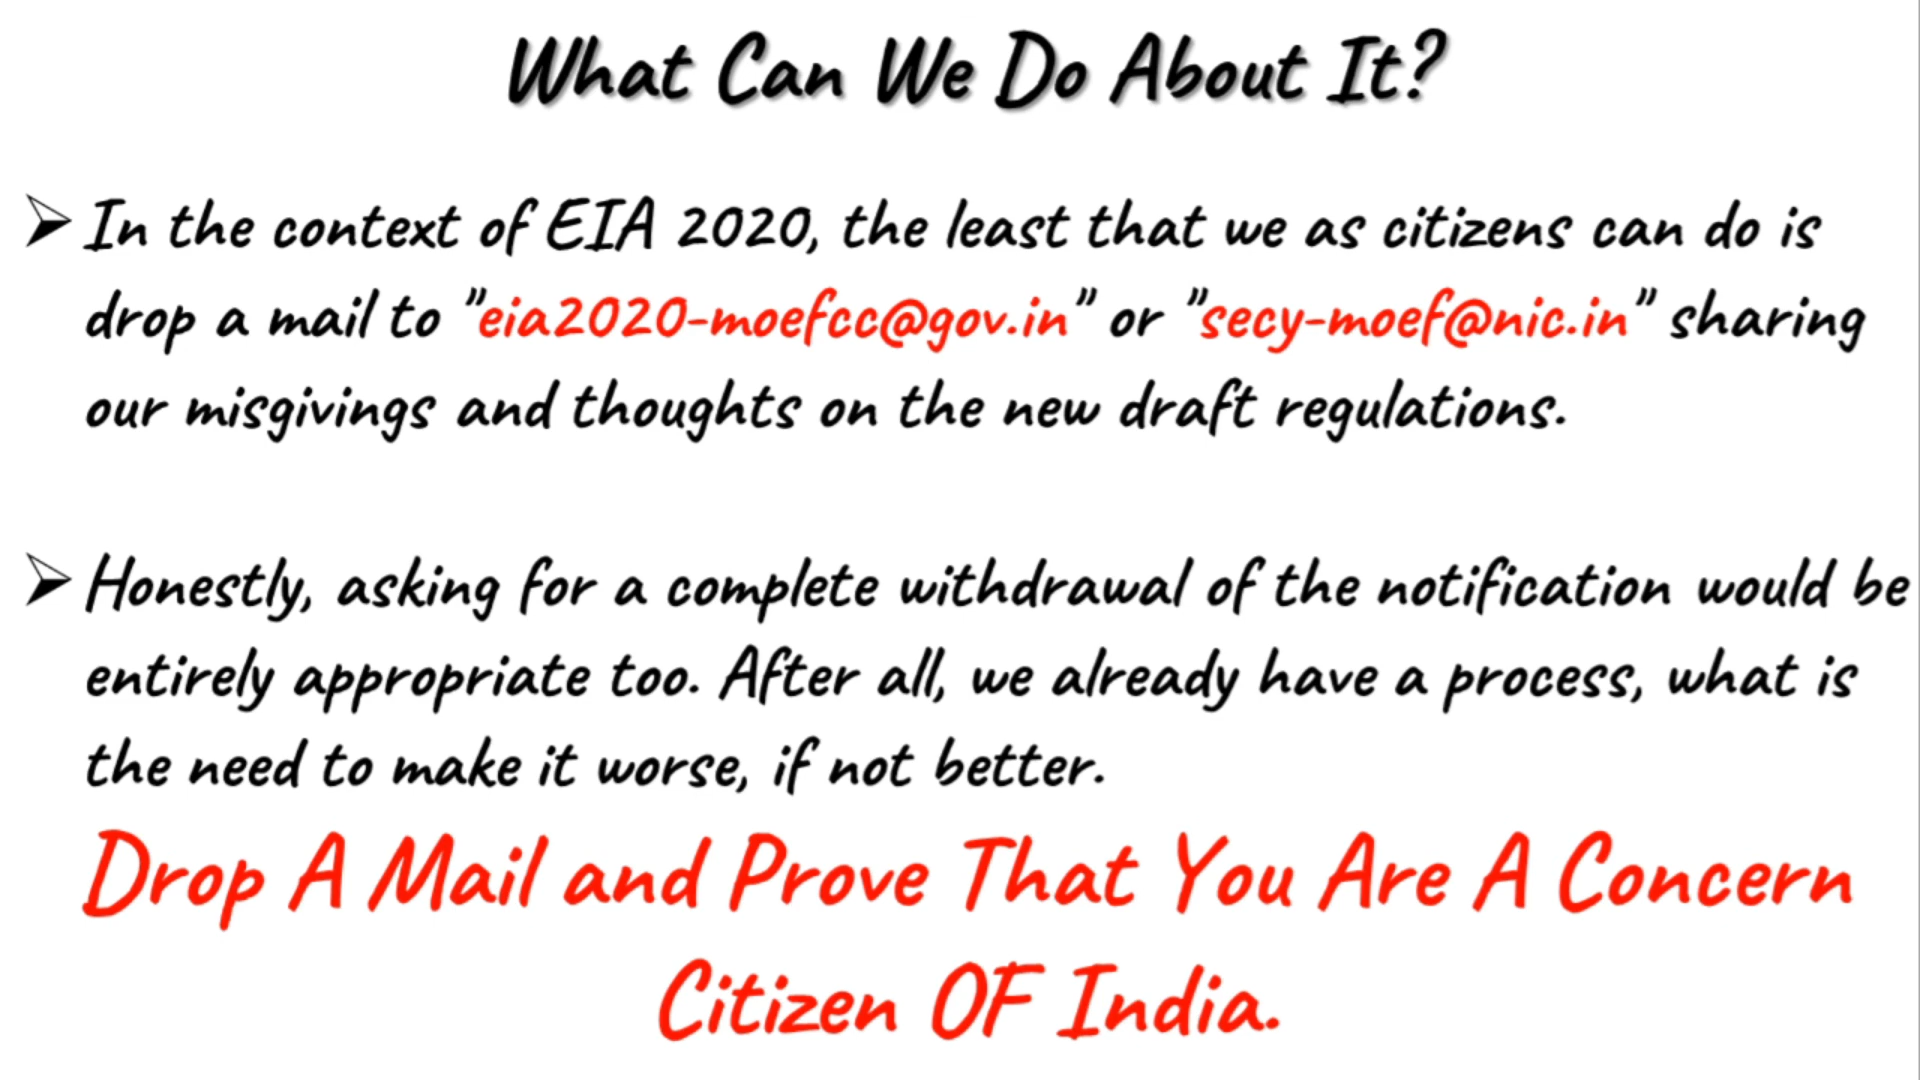 What Can We Do About It?
➢ In the context of EIA 2020, the least that we as citizens can do is
drop a mail to "eia2020-moefcc@gov.in" or "secy-moef@nic.in" sharing
our misgivings and thoughts on the new draft regulations.
➢ Honestly, asking for a complete withdrawal of the notification would be
entirely appropriate too. After all, we already have a process, what is
the need to make it worse, if not better.
Drop A Mail and Prove That You Are A Concern
Citizen OF India.